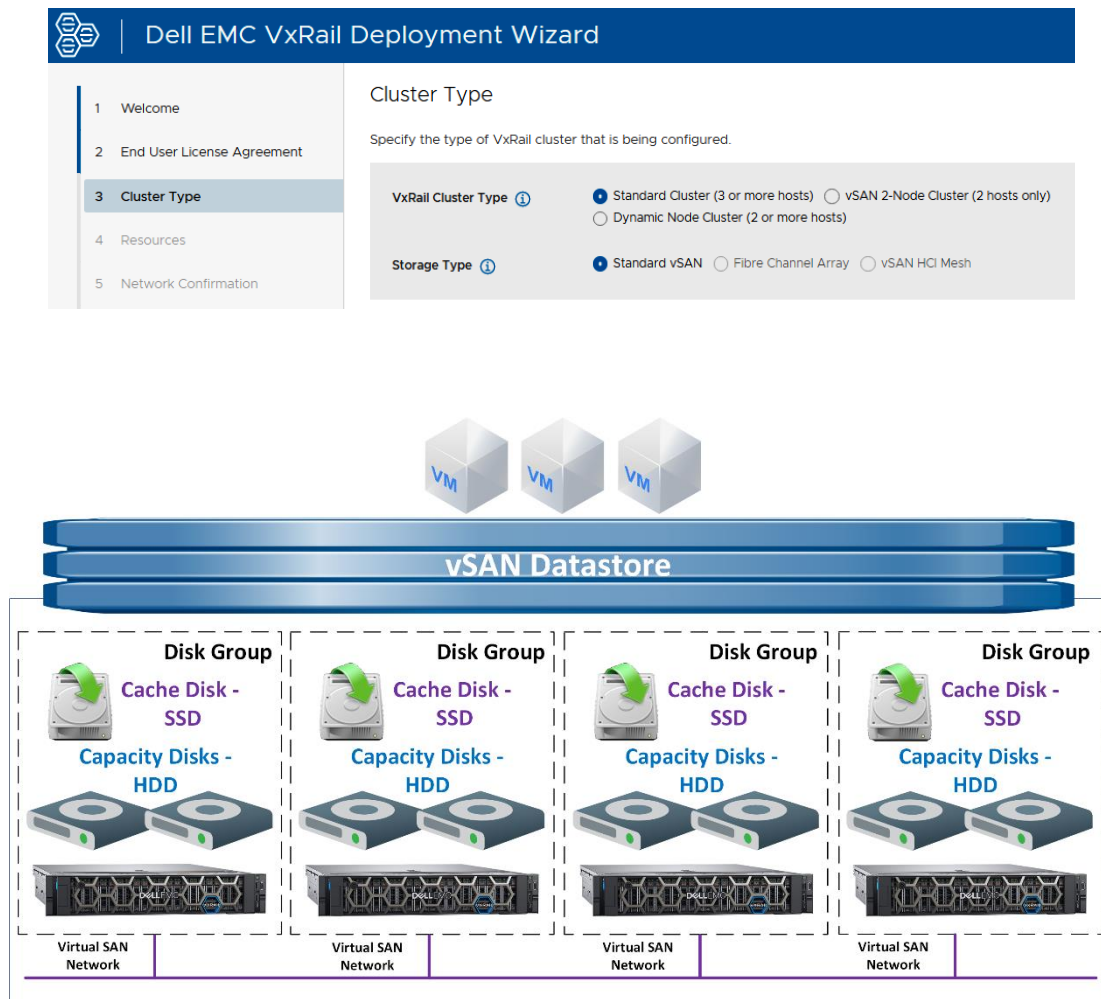 Dell EMC VxRail Deployment Wizard
1 Welcome
2 End User License Agreement
3 Cluster Type
4 Resources
5 Network Confirmation
Cluster Type
Specify the type of VxRail cluster that is being configured.
VxRail Cluster Type
Standard Cluster (3 or more hosts) vSAN 2-Node Cluster (2 hosts only)
Dynamic Node Cluster (2 or more hosts)
Storage Type
Standard vSAN Fibre Channel Array vSAN HCI Mesh
VM VM VM
vSAN Datastore
Disk Group
Cache Disk -
SSD
Capacity Disks -
HDD
DELLEMC
Virtual SAN
Network
Disk Group
Cache Disk -
SSD
Capacity Disks -
HDD
DELLEMC
Virtual SAN
Network
Disk Group
Cache Disk -
SSD
Capacity Disks -
HDD
DELLEMC
Virtual SAN
Network
Disk Group
Cache Disk -
SSD
Capacity Disks -
HDD
DELLEMC
Virtual SAN
Network